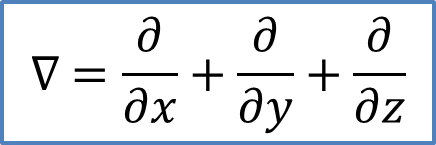 ∇ = ∂/∂x + ∂/∂y + ∂/∂z